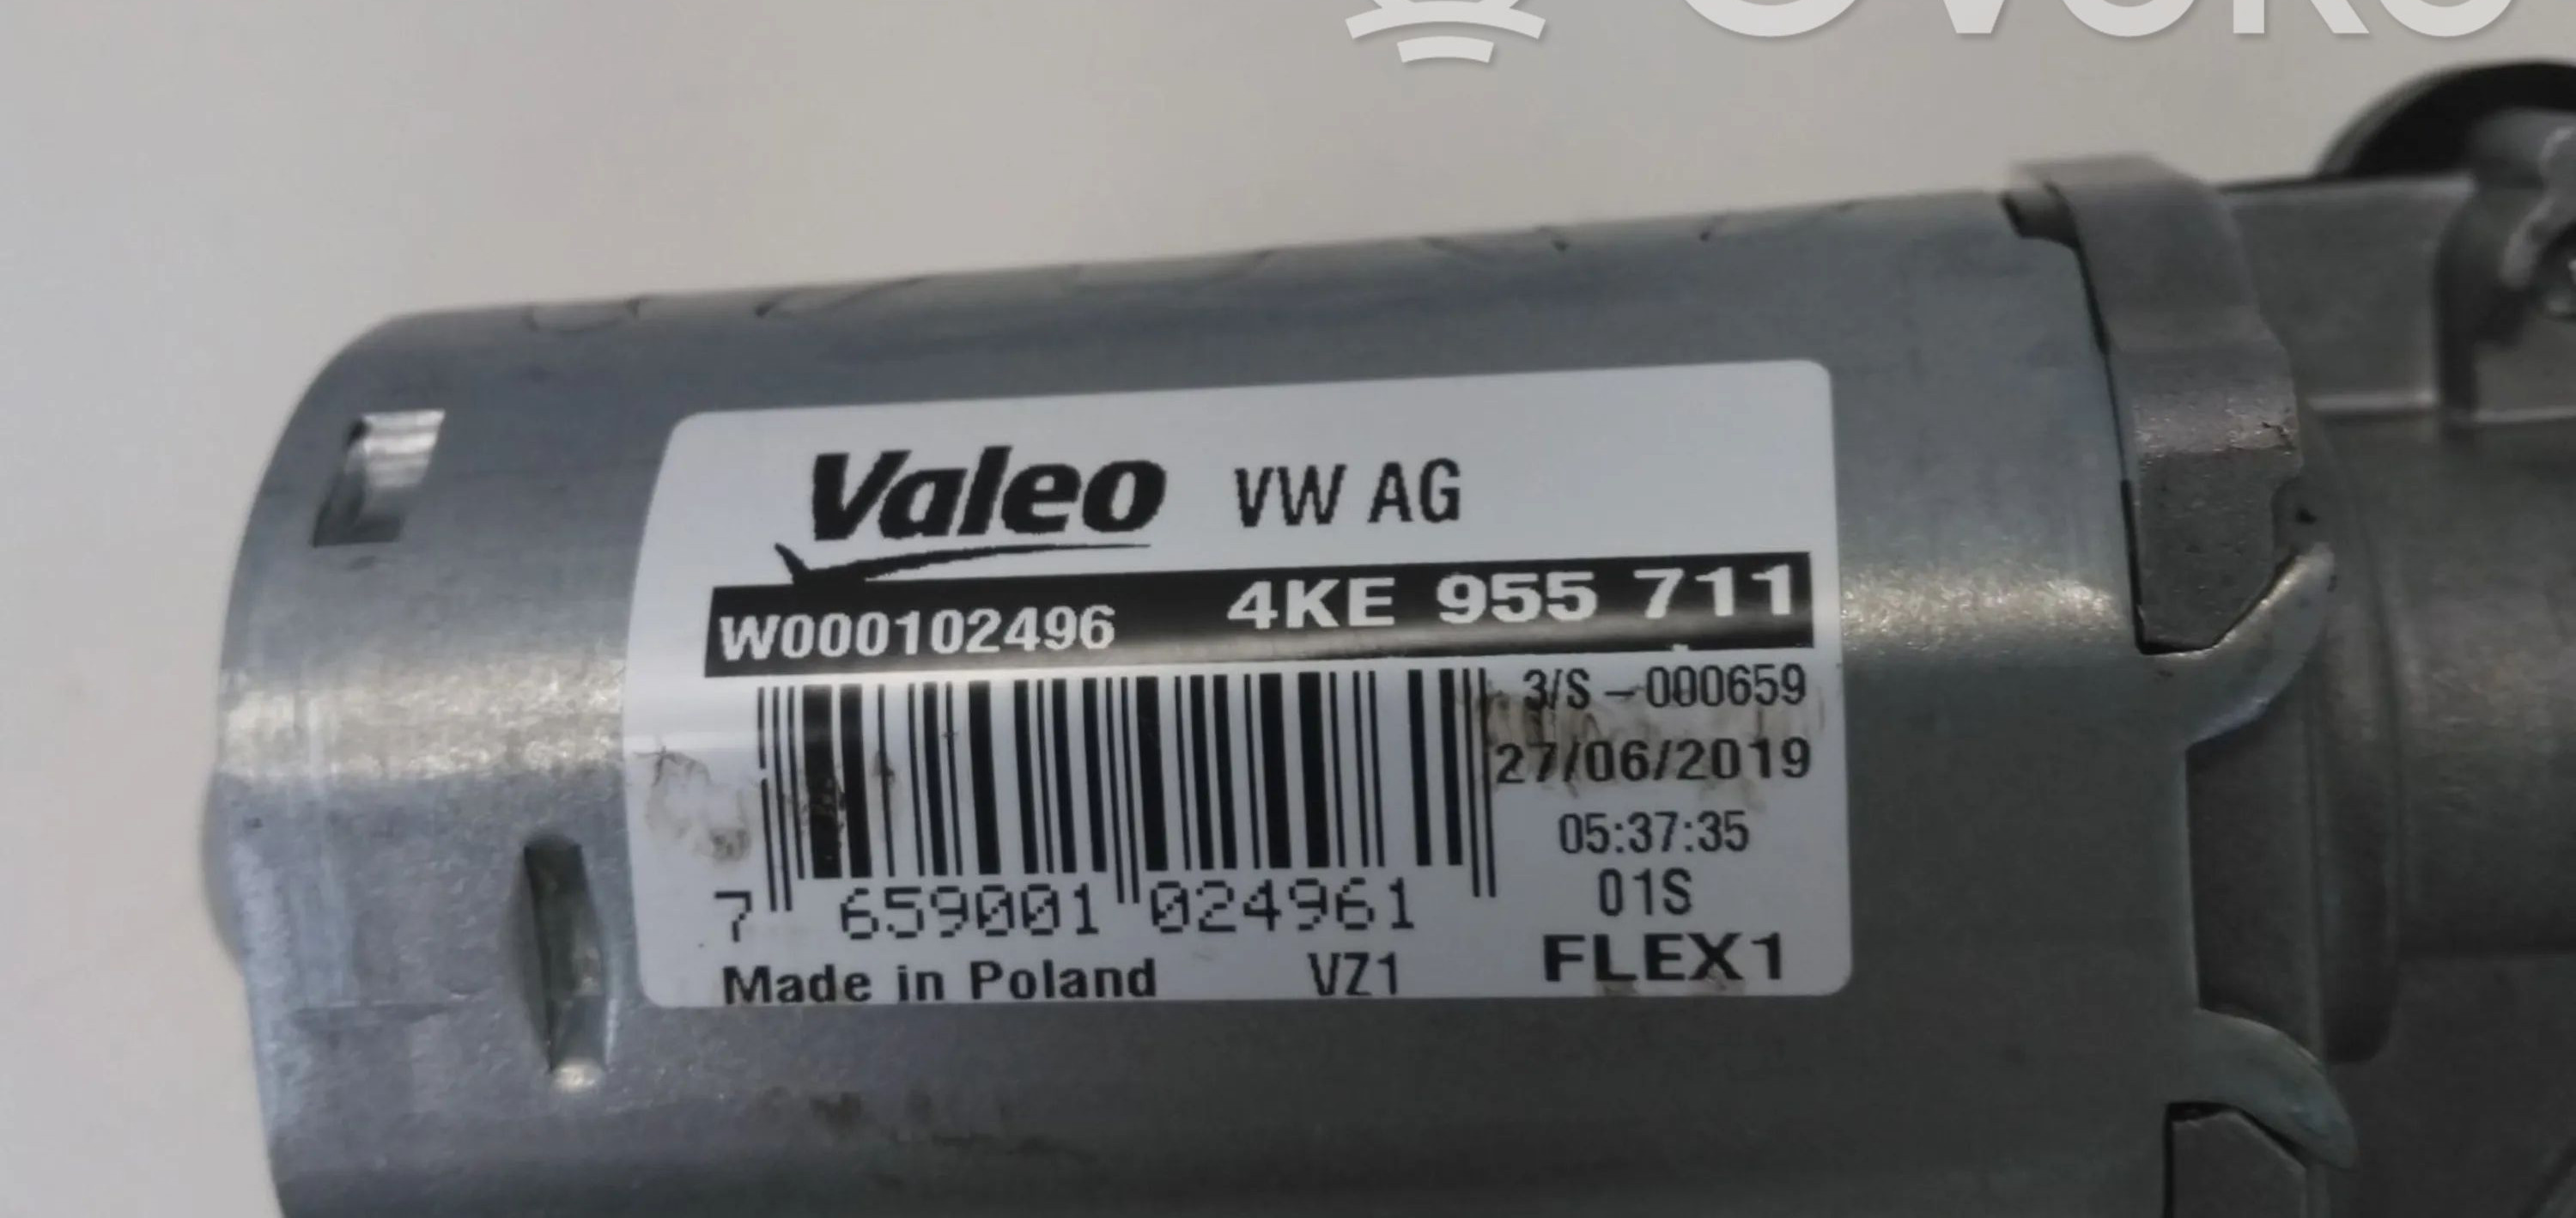 Valeo VW AG
W000102496 4KE 955 711
3/S - 000659
27/06/2019
05:37:35
01S
7 659001 024961
Made in Poland VZ1 FLEX1